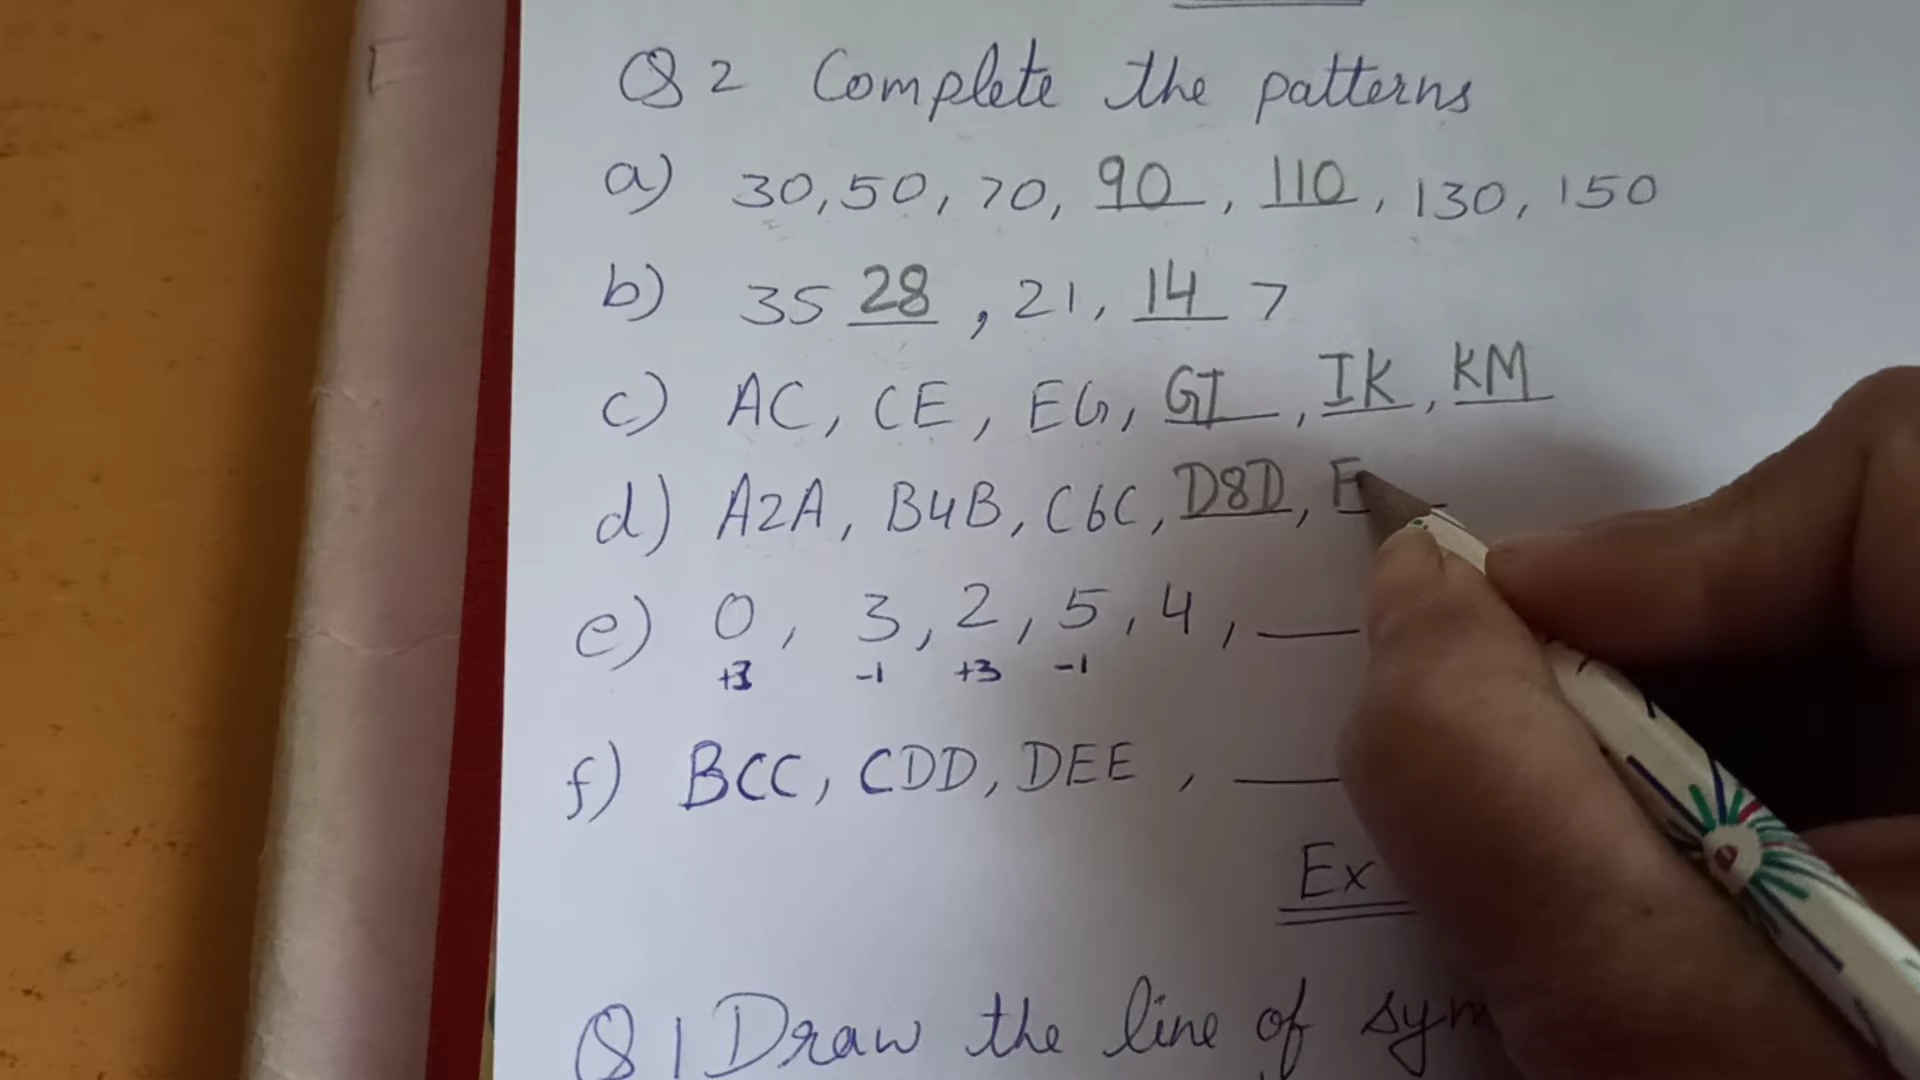 Q 2 Complete the patterns
a) 30, 50, 70, 90, 110, 130, 150
b) 35 28, 21, 14 7
c) AC, CE, EG, GI, IK, KM
d) A2A, B4B, C6C, D8D, E
e) 0, 3, 2, 5, 4, ___
+3 -1 +3 -1
f) BCC, CDD, DEE, ___
Ex
Q 1 Draw the line of sym